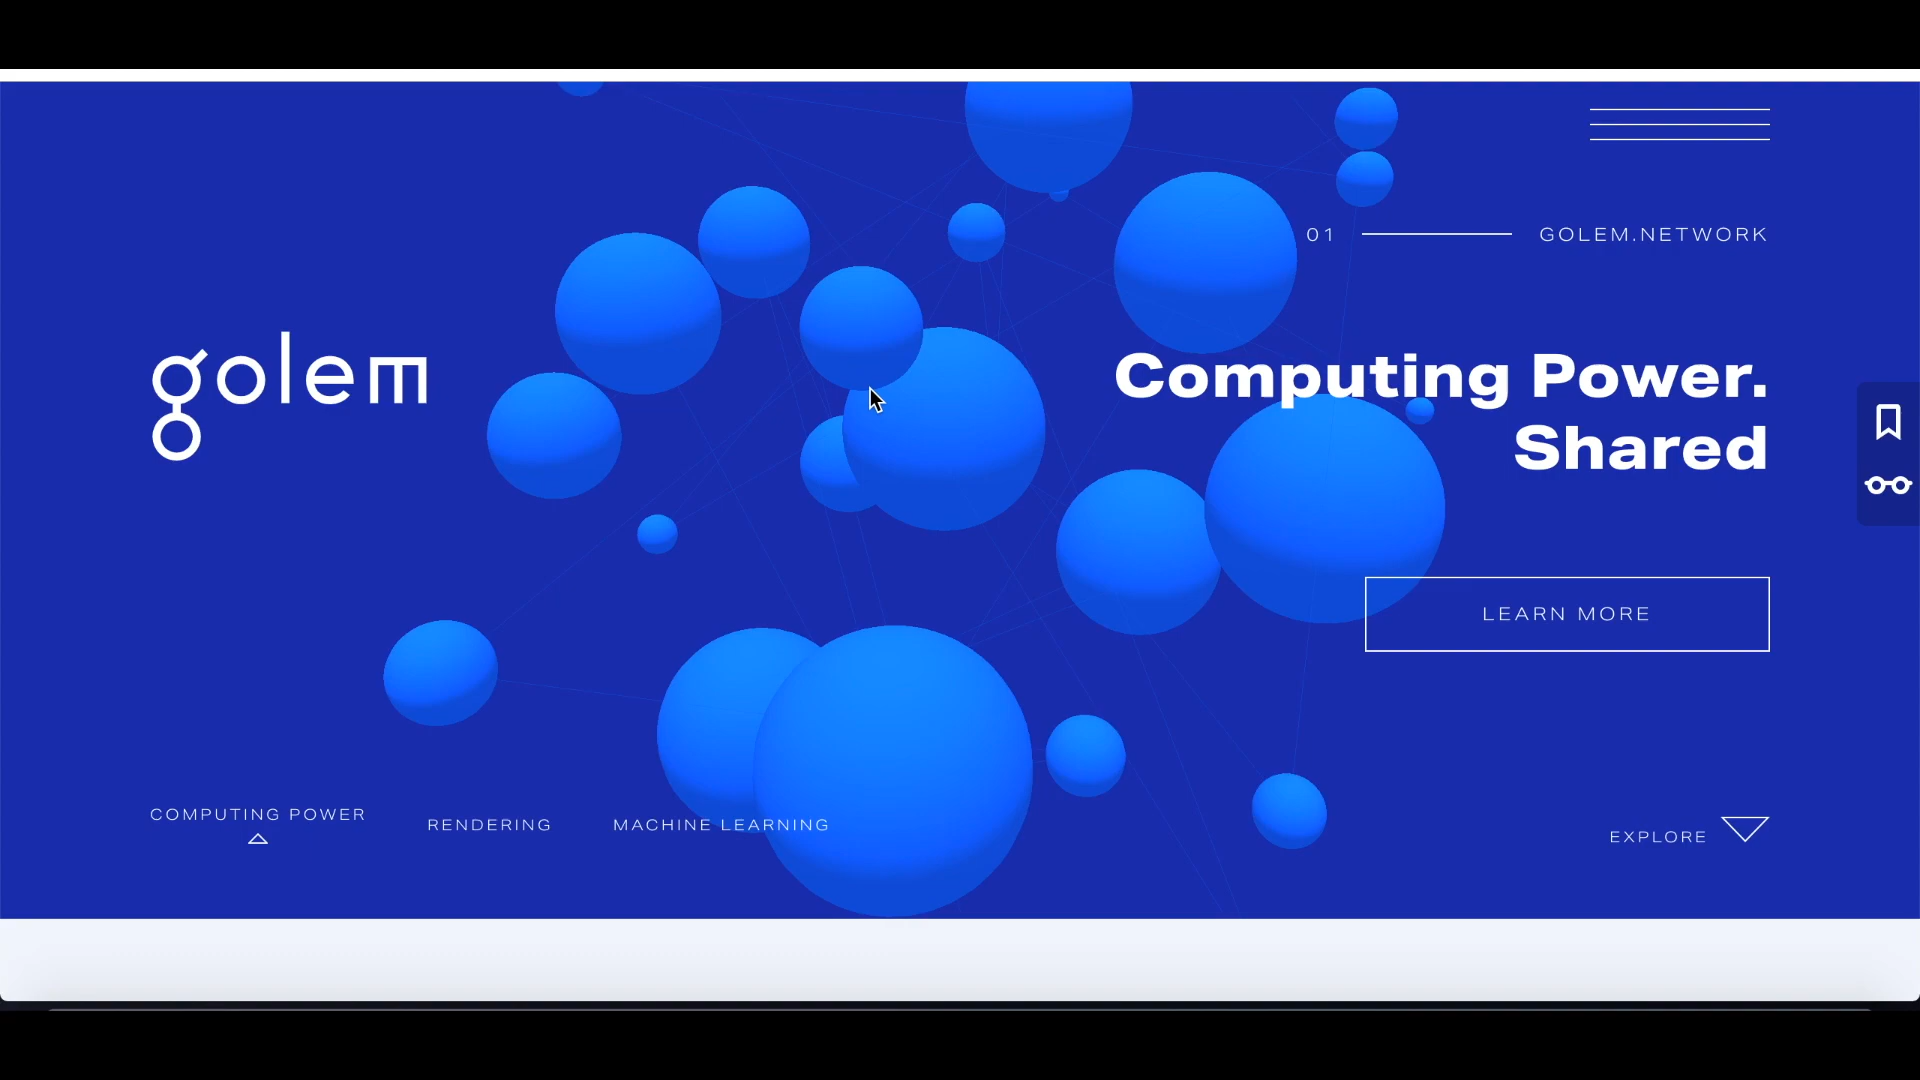 01 GOLEM.NETWORK
golem
Computing Power.
Shared
LEARN MORE
COMPUTING POWER
RENDERING
MACHINE LEARNING
EXPLORE